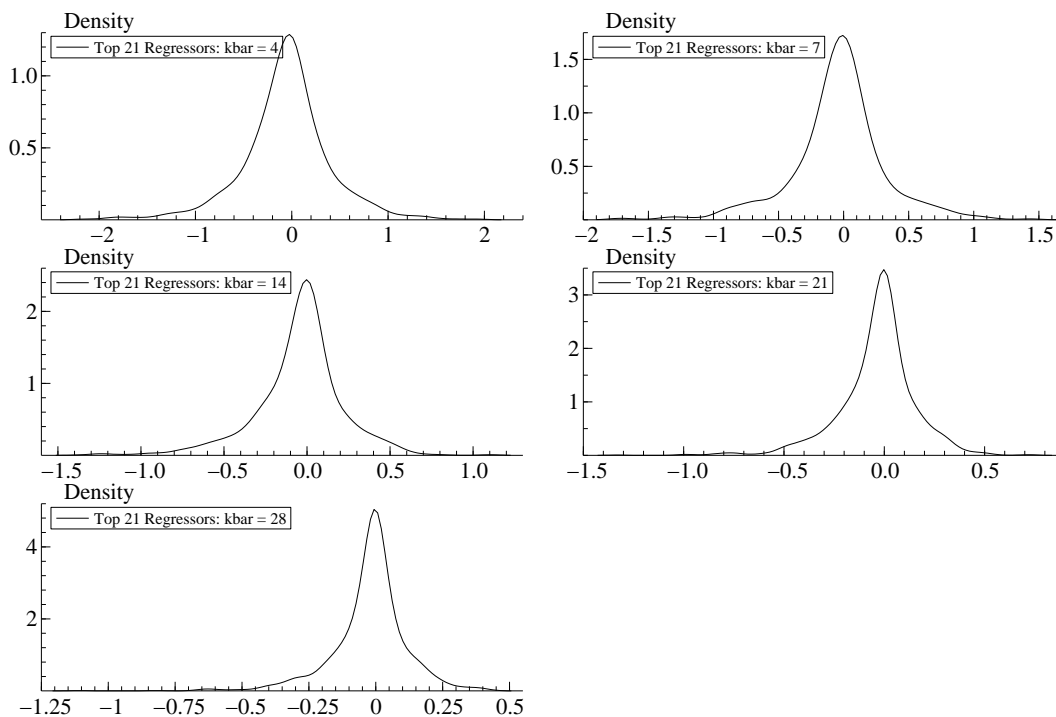 Density
Top 21 Regressors: kbar = 4
1.0
0.5
−2 −1 0 1 2
Density
Top 21 Regressors: kbar = 7
1.75
1.0
0.5
−2 −1.5 −1 −0.5 0 0.5 1 1.5
Density
Top 21 Regressors: kbar = 14
2
1
−1.5 −1.0 −0.5 0.0 0.5 1.0
Density
Top 21 Regressors: kbar = 21
3
2
1
−1.5 −1.0 −0.5 0.0 0.5
Density
Top 21 Regressors: kbar = 28
4
2
−1.25 −1 −0.75 −0.5 −0.25 0 0.25 0.5